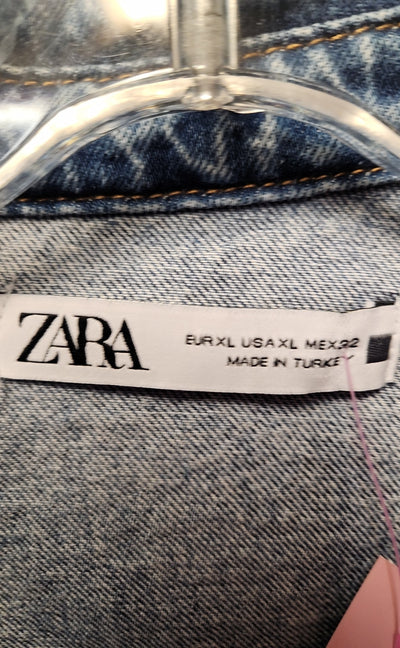 ZARA
EUR XL USA XL MEX 32
MADE IN TURKEY